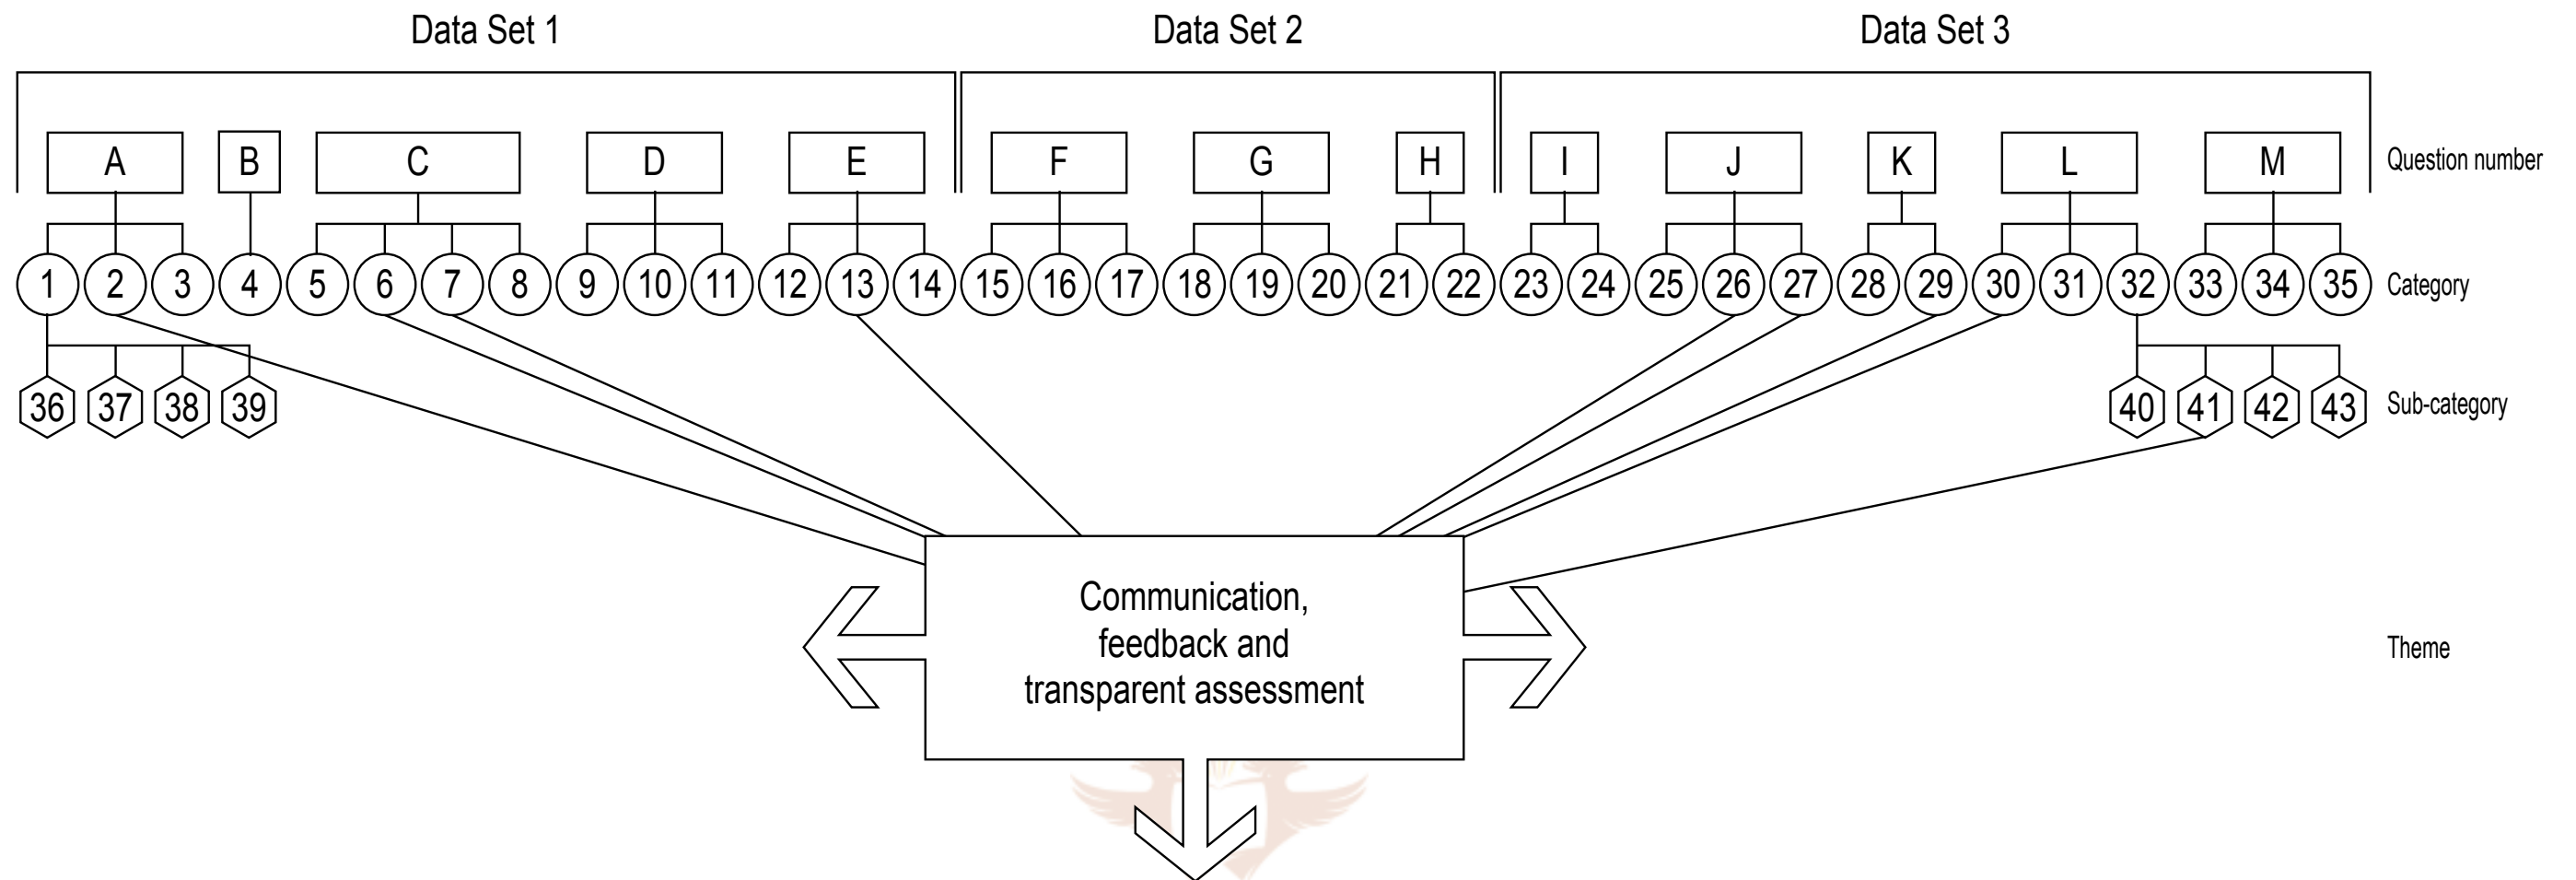 Data Set 1 Data Set 2 Data Set 3
A B C D E F G H I J K L M Question number
1 2 3 4 5 6 7 8 9 10 11 12 13 14 15 16 17 18 19 20 21 22 23 24 25 26 27 28 29 30 31 32 33 34 35 Category
36 37 38 39 40 41 42 43 Sub-category
Communication,
feedback and
transparent assessment
Theme